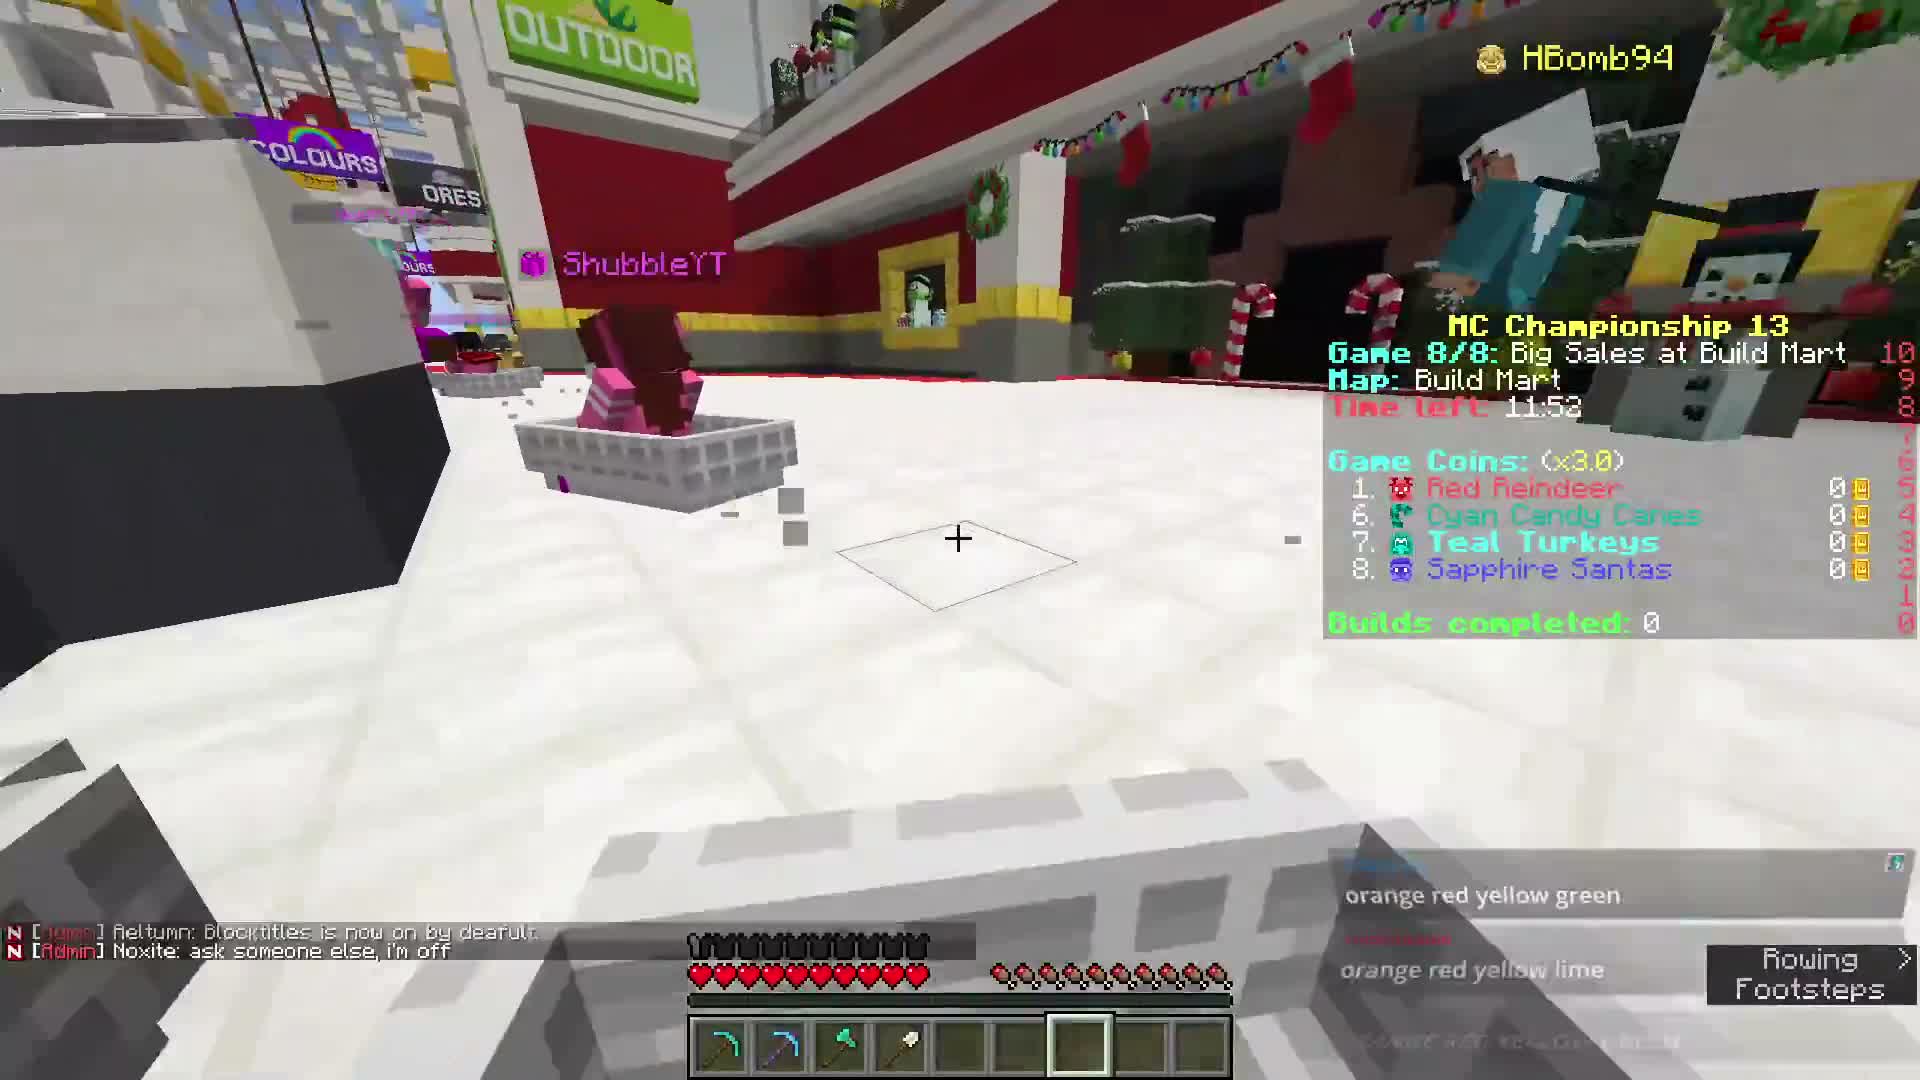 OUTDOOR
HBomb94
COLOURS
ORES
OURS
ShubbleYT
MC Championship 13
Game 8/8: Big Sales at Build Mart 10
Map: Build Mart 9
Time left: 11:52 8
Game Coins: (x3.0) 6
1. Red Reindeer 0 5
6. Cyan Candy Canes 0 4
7. Teal Turkeys 0 3
8. Sapphire Santas 0 2
1
Builds completed: 0 0
orange red yellow green
N [Admin] Aeltumn: Blocktitles is now on by dearult.
N [Admin] Noxite: ask someone else, i'm off
orange red yellow lime
Rowing >
Footsteps